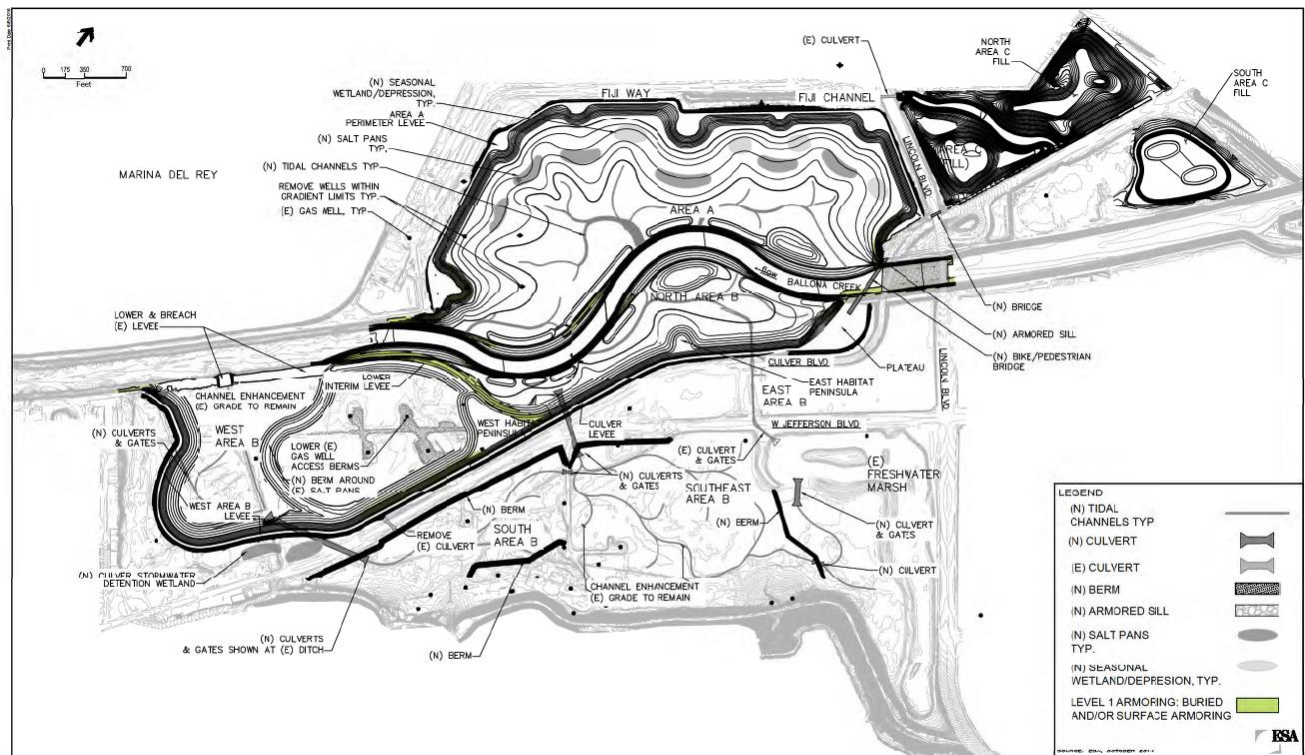 0 175 350 700
Feet
MARINA DEL REY
(N) SEASONAL
WETLAND/DEPRESSION,
TYP.
AREA A
PERIMETER LEVEE
(N) SALT PANS
TYP.
(N) TIDAL CHANNELS TYP.
REMOVE WELLS WITHIN
GRADIENT LIMITS TYP.
(E) GAS WELL, TYP.
FIJI WAY
FIJI CHANNEL
(E) CULVERT
NORTH
AREA C
FILL
SOUTH
AREA C
FILL
LINCOLN BLVD
AREA C
FILL)
AREA A
flow
BALLONA CREEK
NORTH AREA B
(N) BRIDGE
(N) ARMORED SILL
(N) BIKE/PEDESTRIAN
BRIDGE
LOWER & BREACH
(E) LEVEE
LOWER
INTERIM LEVEE
CHANNEL ENHANCEMENT
(E) GRADE TO REMAIN
CULVER BLVD
PLATEAU
LINCOLN BLVD
EAST HABITAT
PENINSULA
EAST
AREA B
W JEFFERSON BLVD
(N) CULVERTS
& GATES
WEST
AREA B
LOWER (E)
GAS WELL
ACCESS BERMS
WEST HABITAT
PENINSULA
CULVER
LEVEE
(E) CULVERT
& GATES
(N) CULVERTS
& GATES
(E)
FRESHWATER
MARSH
(N) BERM AROUND
(E) SALT PANS
WEST AREA B
LEVEE
SOUTHEAST
AREA B
(N) BERM
(N) BERM
(N) CULVERT
& GATES
REMOVE
(E) CULVERT
SOUTH
AREA B
(N) CULVER STORMWATER
DETENTION WETLAND
CHANNEL ENHANCEMENT
(E) GRADE TO REMAIN
(N) CULVERT
(N) CULVERTS
& GATES SHOWN AT (E) DITCH
(N) BERM
LEGEND
(N) TIDAL
CHANNELS TYP
(N) CULVERT
(E) CULVERT
(N) BERM
(N) ARMORED SILL
(N) SALT PANS
TYP.
(N) SEASONAL
WETLAND/DEPRESION, TYP.
LEVEL 1 ARMORING: BURIED
AND/OR SURFACE ARMORING
ESA